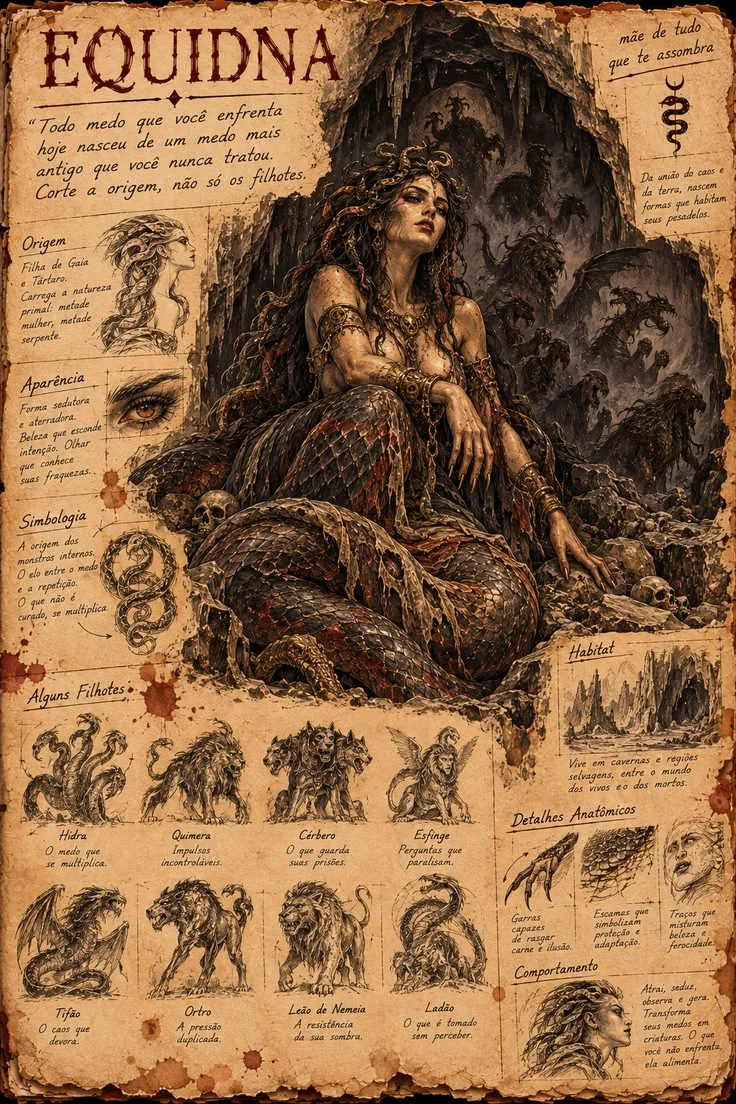 EQUIDNA
“Todo medo que você enfrenta
hoje nasceu de um medo mais
antigo que você nunca tratou.
Corte a origem, não só os filhotes.”
mãe de tudo
que te assombra
Da união do caos e
da terra, nascem
formas que habitam
seus pesadelos.
Origem
Filha de Gaia
e Tártaro.
Carrega a natureza
primal: metade
mulher, metade
serpente.
Aparência
Forma sedutora
e aterradora.
Beleza que esconde
intenção. Olhar
que conhece
suas fraquezas.
Simbologia
A origem dos
monstros internos.
O elo entre o medo
e a repetição.
O que não é
curado, se multiplica.
Alguns Filhotes
Hidra
O medo que
se multiplica.
Quimera
Impulsos
incontroláveis.
Cérbero
O que guarda
suas prisões.
Esfinge
Perguntas que
paralisam.
Tifão
O caos que
devora.
Ortro
A pressão
duplicada.
Leão de Nemeia
A resistência
da sua sombra.
Ladão
O que é tomado
sem perceber.
Habitat
Vive em cavernas e regiões
selvagens, entre o mundo
dos vivos e o dos mortos.
Detalhes Anatômicos
Garras
capazes
de rasgar
carne e ilusão.
Escamas que
simbolizam
proteção e
adaptação.
Traços que
misturam
beleza e
ferocidade.
Comportamento
Atrai, seduz,
observa e gera.
Transforma
seus medos em
criaturas. O que
você não enfrenta,
ela alimenta.